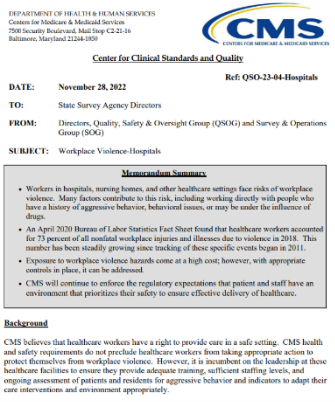 DEPARTMENT OF HEALTH & HUMAN SERVICES
Centers for Medicare & Medicaid Services
7500 Security Boulevard, Mail Stop C2-21-16
Baltimore, Maryland 21244-1850
CMS
CENTERS FOR MEDICARE & MEDICAID SERVICES
Center for Clinical Standards and Quality
Ref: QSO-23-04-Hospitals
DATE: November 28, 2022
TO: State Survey Agency Directors
FROM: Directors, Quality, Safety & Oversight Group (QSOG) and Survey & Operations
Group (SOG)
SUBJECT: Workplace Violence-Hospitals
Memorandum Summary
• Workers in hospitals, nursing homes, and other healthcare settings face risks of workplace
violence. Many factors contribute to this risk, including working directly with people who
have a history of aggressive behavior, behavioral issues, or may be under the influence of
drugs.
• An April 2020 Bureau of Labor Statistics Fact Sheet found that healthcare workers accounted
for 73 percent of all nonfatal workplace injuries and illnesses due to violence in 2018. This
number has been steadily growing since tracking of these specific events began in 2011.
• Exposure to workplace violence hazards come at a high cost; however, with appropriate
controls in place, it can be addressed.
• CMS will continue to enforce the regulatory expectations that patient and staff have an
environment that prioritizes their safety to ensure effective delivery of healthcare.
Background
CMS believes that healthcare workers have a right to provide care in a safe setting. CMS health
and safety requirements do not preclude healthcare workers from taking appropriate action to
protect themselves from workplace violence. However, it is incumbent on the leadership at these
healthcare facilities to ensure they provide adequate training, sufficient staffing levels, and
ongoing assessment of patients and residents for aggressive behavior and indicators to adapt their
care interventions and environment appropriately.